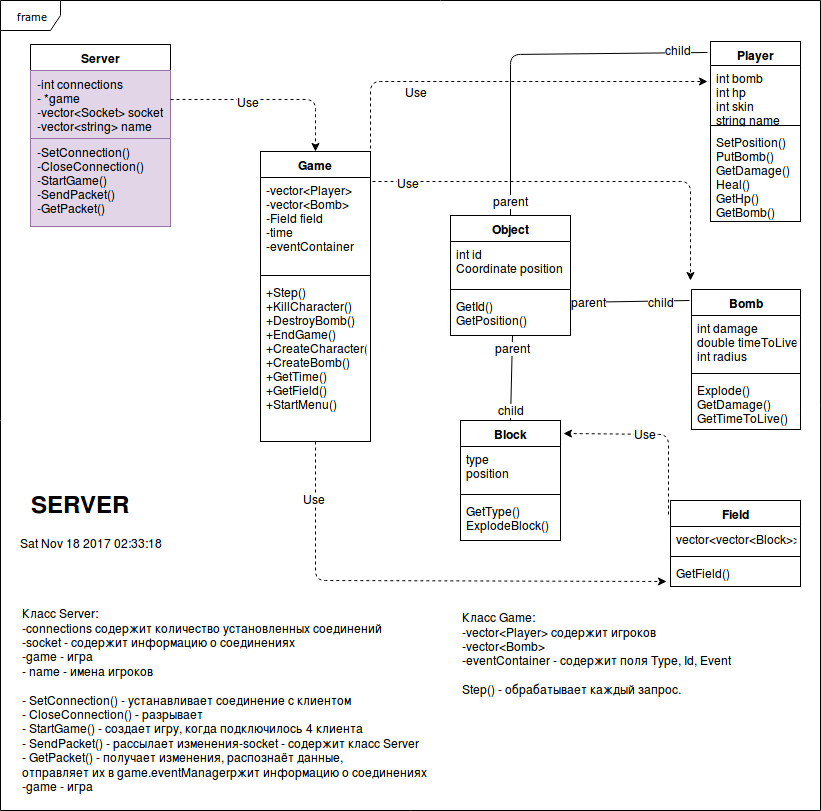 frame
Server
-int connections
- *game
-vector<Socket> socket
-vector<string> name
-SetConnection()
-CloseConnection()
-StartGame()
-SendPacket()
-GetPacket()
Use
Game
-vector<Player>
-vector<Bomb>
-Field field
-time
-eventContainer
+Step()
+KillCharacter()
+DestroyBomb()
+EndGame()
+CreateCharacter(
+CreateBomb()
+GetTime()
+GetField()
+StartMenu()
Use
Use
Use
child
Player
int bomb
int hp
int skin
string name
SetPosition()
PutBomb()
GetDamage()
Heal()
GetHp()
GetBomb()
parent
Object
int id
Coordinate position
GetId()
GetPosition()
parent
child
Bomb
int damage
double timeToLive
int radius
Explode()
GetDamage()
GetTimeToLive()
parent
child
Block
type
position
GetType()
ExplodeBlock()
Use
Field
vector<vector<Block>>
GetField()
SERVER
Sat Nov 18 2017 02:33:18
Класс Server:
-connections содержит количество установленных соединений
-socket - содержит информацию о соединениях
-game - игра
- name - имена игроков
- SetConnection() - устанавливает соединение с клиентом
- CloseConnection() - разрывает
- StartGame() - создает игру, когда подключилось 4 клиента
- SendPacket() - рассылает изменения-socket - содержит класс Server
- GetPacket() - получает изменения, распознаёт данные,
отправляет их в game.eventManagerржит информацию о соединениях
-game - игра
Класс Game:
-vector<Player> содержит игроков
-vector<Bomb>
-eventContainer - содержит поля Type, Id, Event
Step() - обрабатывает каждый запрос.